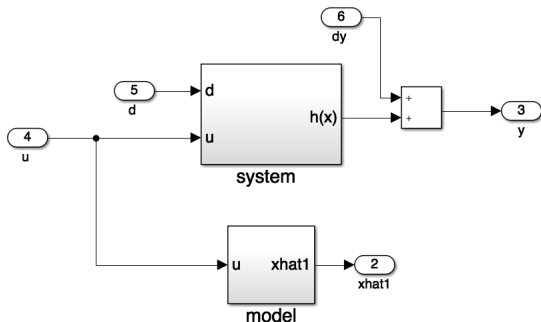 6
dy
5
d
d
4
u
u
h(x)
system
+
+
3
y
u
xhat1
model
2
xhat1